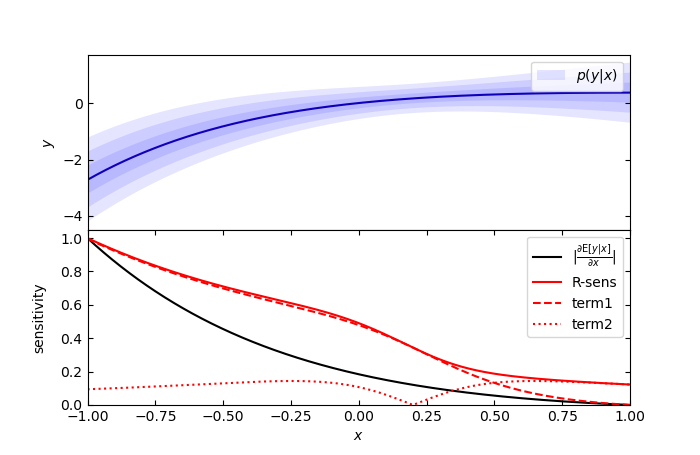 p(y|x)
0
−2
−4
y
|∂E[y|x]/∂x|
R-sens
term1
term2
1.0
0.8
0.6
0.4
0.2
0.0
sensitivity
−1.00 −0.75 −0.50 −0.25 0.00 0.25 0.50 0.75 1.00
x